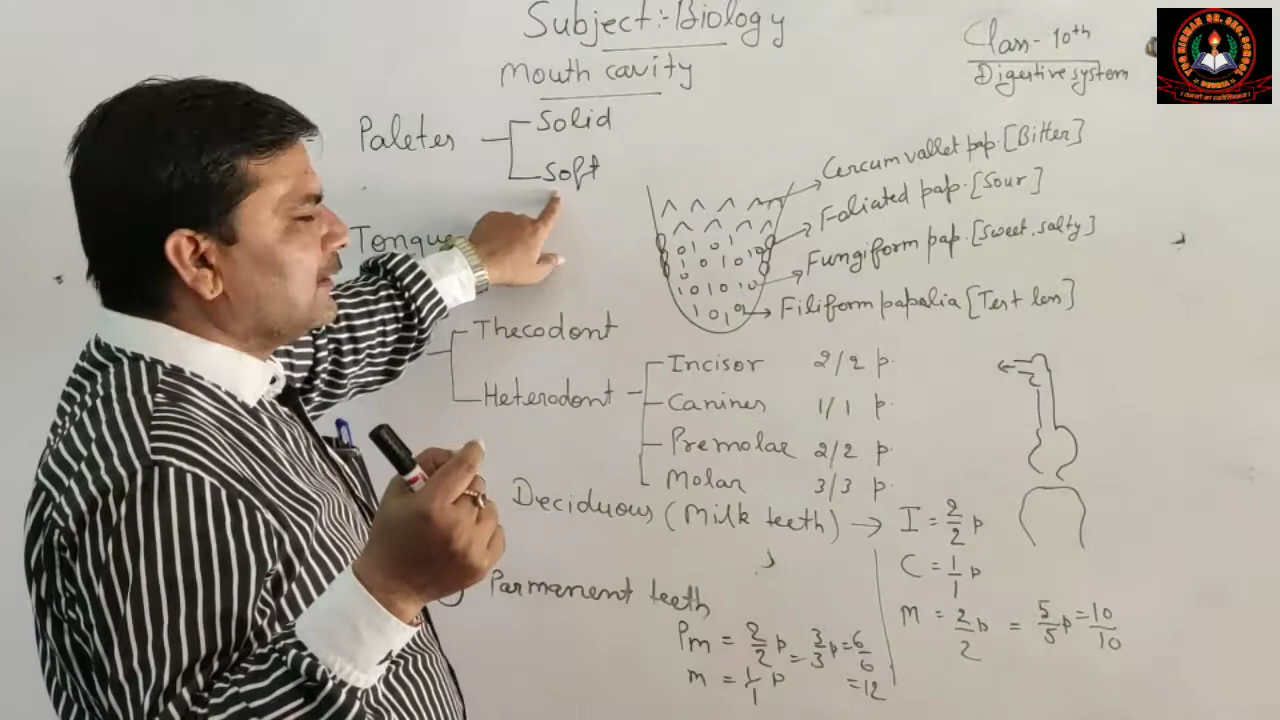 Subject:- Biology
Mouth cavity
Class- 10th
Digestive system
Paleter
Solid
Soft
Cercumvallet pap. [Bitter]
Foliated pap. [Sour]
Fungiform pap. [Sweet, salty]
Filiform papalia [Test less]
Tongue
Thecodont
Heterodont
Incisor 2/2 p.
Canines 1/1 p.
Premolar 2/2 p.
Molar 3/3 p.
Deciduous (Milk teeth) → I = 2/2 p
C = 1/1 p
M = 2/2 p = 5/5 p = 10/10
Parmanent teeth
Pm = 2/2 p = 3/3 p = 6/6
m = 1/1 p = 12